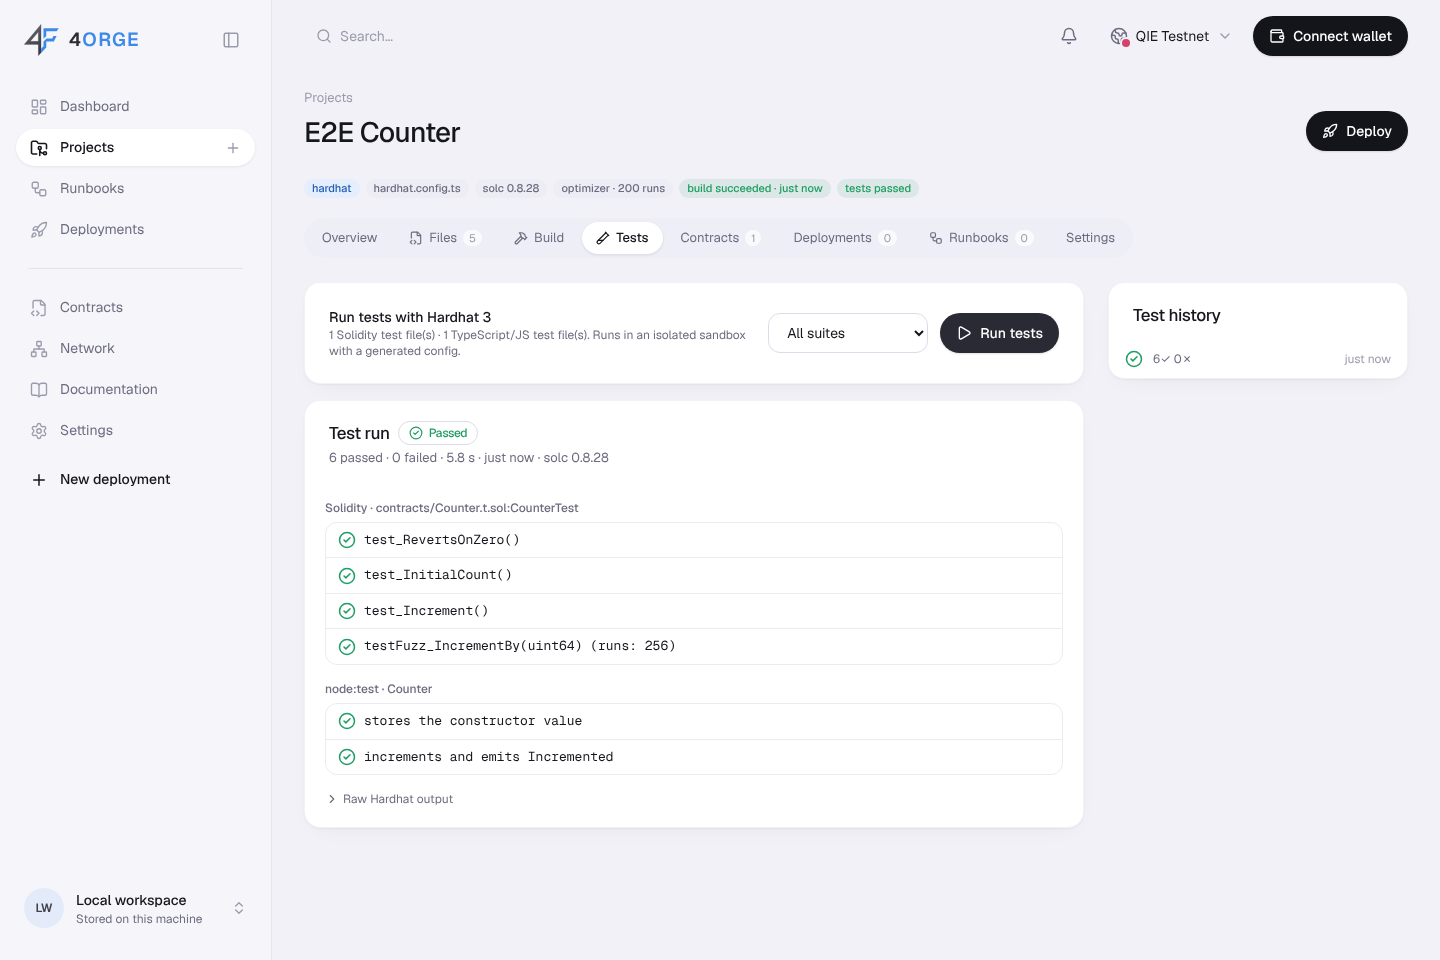 4ORGE
Dashboard
Projects
Runbooks
Deployments
Contracts
Network
Documentation
Settings
New deployment
LW
Local workspace
Stored on this machine
Search...
QIE Testnet
Connect wallet
Projects
E2E Counter
Deploy
hardhat
hardhat.config.ts
solc 0.8.28
optimizer · 200 runs
build succeeded · just now
tests passed
Overview
Files 5
Build
Tests
Contracts 1
Deployments 0
Runbooks 0
Settings
Run tests with Hardhat 3
1 Solidity test file(s) · 1 TypeScript/JS test file(s). Runs in an isolated sandbox
with a generated config.
All suites
Run tests
Test run
Passed
6 passed · 0 failed · 5.8 s · just now · solc 0.8.28
Solidity · contracts/Counter.t.sol:CounterTest
test_RevertsOnZero()
test_InitialCount()
test_Increment()
testFuzz_IncrementBy(uint64) (runs: 256)
node:test · Counter
stores the constructor value
increments and emits Incremented
Raw Hardhat output
Test history
6✓ 0×
just now